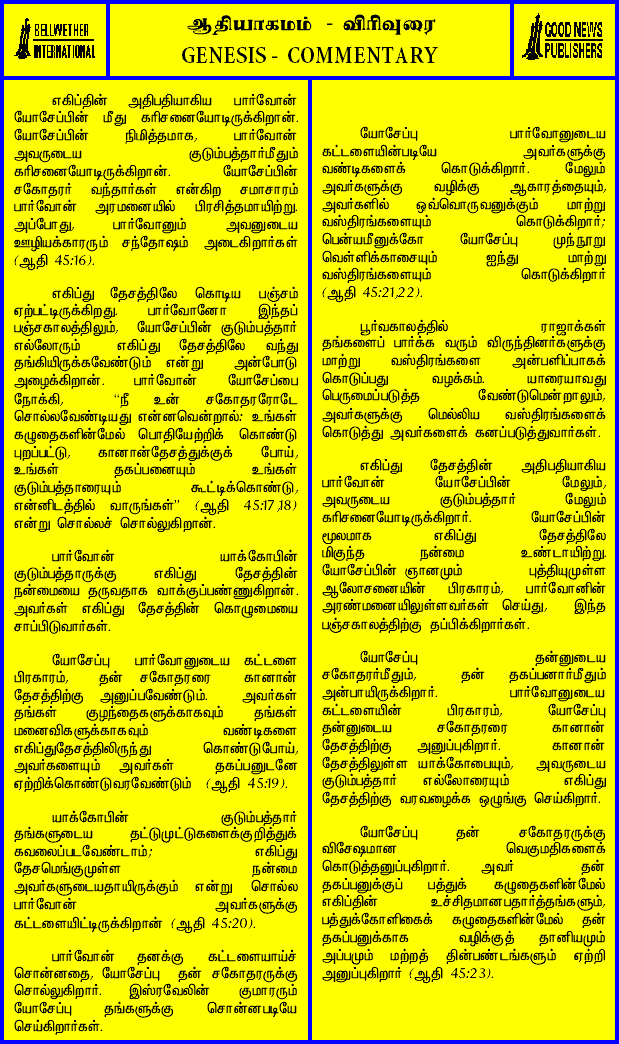 BELLWETHER
INTERNATIONAL
ஆதியாகமம் - விரிவுரை
GENESIS - COMMENTARY
GOOD NEWS
PUBLISHERS
எகிப்தின் அதிபதியாகிய பார்வோன்
யோசேப்பின் மீது கரிசனையோடிருக்கிறான்.
யோசேப்பின் நிமித்தமாக, பார்வோன்
அவருடைய குடும்பத்தார்மீதும்
கரிசனையோடிருக்கிறான். யோசேப்பின்
சகோதரர் வந்தார்கள் என்கிற சமாசாரம்
பார்வோன் அரமனையில் பிரசித்தமாயிற்று.
அப்போது, பார்வோனும் அவனுடைய
ஊழியக்காரரும் சந்தோஷம் அடைகிறார்கள்
(ஆதி 45:16).
எகிப்து தேசத்திலே கொடிய பஞ்சம்
ஏற்பட்டிருக்கிறது. பார்வோனோ இந்தப்
பஞ்சகாலத்திலும், யோசேப்பின் குடும்பத்தார்
எல்லோரும் எகிப்து தேசத்திலே வந்து
தங்கியிருக்கவேண்டும் என்று அன்போடு
அழைக்கிறான். பார்வோன் யோசேப்பை
நோக்கி, "நீ உன் சகோதரரோடே
சொல்லவேண்டியது என்னவென்றால்: உங்கள்
கழுதைகளின்மேல் பொதியேற்றிக் கொண்டு
புறப்பட்டு, கானான்தேசத்துக்குப் போய்,
உங்கள் தகப்பனையும் உங்கள்
குடும்பத்தாரையும் கூட்டிக்கொண்டு,
என்னிடத்தில் வாருங்கள்" (ஆதி 45:17,18)
என்று சொல்லச் சொல்லுகிறான்.
பார்வோன் யாக்கோபின்
குடும்பத்தாருக்கு எகிப்து தேசத்தின்
நன்மையை தருவதாக வாக்குப்பண்ணுகிறான்.
அவர்கள் எகிப்து தேசத்தின் கொழுமையை
சாப்பிடுவார்கள்.
யோசேப்பு பார்வோனுடைய கட்டளை
பிரகாரம், தன் சகோதரரை கானான்
தேசத்திற்கு அனுப்பவேண்டும். அவர்கள்
தங்கள் குழந்தைகளுக்காகவும் தங்கள்
மனைவிகளுக்காகவும் வண்டிகளை
எகிப்துதேசத்திலிருந்து கொண்டுபோய்,
அவர்களையும் அவர்கள் தகப்பனுடனே
ஏற்றிக்கொண்டுவரவேண்டும் (ஆதி 45:19).
யாக்கோபின் குடும்பத்தார்
தங்களுடைய தட்டுமுட்டுகளைக்குறித்துக்
கவலைப்படவேண்டாம்; எகிப்து
தேசமெங்குமுள்ள நன்மை
அவர்களுடையதாயிருக்கும் என்று சொல்ல
பார்வோன் அவர்களுக்கு
கட்டளையிட்டிருக்கிறான் (ஆதி 45:20).
பார்வோன் தனக்கு கட்டளையாய்ச்
சொன்னதை, யோசேப்பு தன் சகோதரருக்கு
சொல்லுகிறார். இஸ்ரவேலின் குமாரரும்
யோசேப்பு தங்களுக்கு சொன்னபடியே
செய்கிறார்கள்.
யோசேப்பு பார்வோனுடைய
கட்டளையின்படியே அவர்களுக்கு
வண்டிகளைக் கொடுக்கிறார். மேலும்
அவர்களுக்கு வழிக்கு ஆகாரத்தையும்,
அவர்களில் ஒவ்வொருவனுக்கும் மாற்று
வஸ்திரங்களையும் கொடுக்கிறார்;
பென்யமீனுக்கோ யோசேப்பு முந்நூறு
வெள்ளிக்காசையும் ஐந்து மாற்று
வஸ்திரங்களையும் கொடுக்கிறார்
(ஆதி 45:21,22).
பூர்வகாலத்தில் ராஜாக்கள்
தங்களைப் பார்க்க வரும் விருந்தினர்களுக்கு
மாற்று வஸ்திரங்களை அன்பளிப்பாகக்
கொடுப்பது வழக்கம். யாரையாவது
பெருமைப்படுத்த வேண்டுமென்றாலும்,
அவர்களுக்கு மெல்லிய வஸ்திரங்களைக்
கொடுத்து அவர்களைக் கனப்படுத்துவார்கள்.
எகிப்து தேசத்தின் அதிபதியாகிய
பார்வோன் யோசேப்பின் மேலும்,
அவருடைய குடும்பத்தார் மேலும்
கரிசனையோடிருக்கிறார். யோசேப்பின்
மூலமாக எகிப்து தேசத்திலே
மிகுந்த நன்மை உண்டாயிற்று.
யோசேப்பின் ஞானமும் புத்தியுமுள்ள
ஆலோசனையின் பிரகாரம், பார்வோனின்
அரண்மனையிலுள்ளவர்கள் செய்து, இந்த
பஞ்சகாலத்திற்கு தப்பிக்கிறார்கள்.
யோசேப்பு தன்னுடைய
சகோதரர்மீதும், தன் தகப்பனார்மீதும்
அன்பாயிருக்கிறார். பார்வோனுடைய
கட்டளையின் பிரகாரம், யோசேப்பு
தன்னுடைய சகோதரரை கானான்
தேசத்திற்கு அனுப்புகிறார். கானான்
தேசத்திலுள்ள யாக்கோபையும், அவருடைய
குடும்பத்தார் எல்லோரையும் எகிப்து
தேசத்திற்கு வரவழைக்க ஒழுங்கு செய்கிறார்.
யோசேப்பு தன் சகோதரருக்கு
விசேஷமான வெகுமதிகளைக்
கொடுத்தனுப்புகிறார். அவர் தன்
தகப்பனுக்குப் பத்துக் கழுதைகளின்மேல்
எகிப்தின் உச்சிதமானபதார்த்தங்களும்,
பத்துக்கோளிகைக் கழுதைகளின்மேல் தன்
தகப்பனுக்காக வழிக்குத் தானியமும்
அப்பமும் மற்றத் தின்பண்டங்களும் ஏற்றி
அனுப்புகிறார் (ஆதி 45:23).